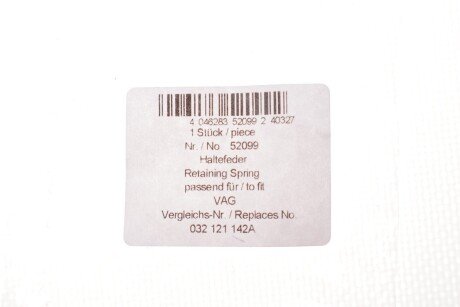 4 046283 52099 2 40327
1 Stück / piece
Nr. / No. 52099
Haltefeder
Retaining Spring
passend für / to fit
VAG
Vergleichs-Nr. / Replaces No.
032 121 142A